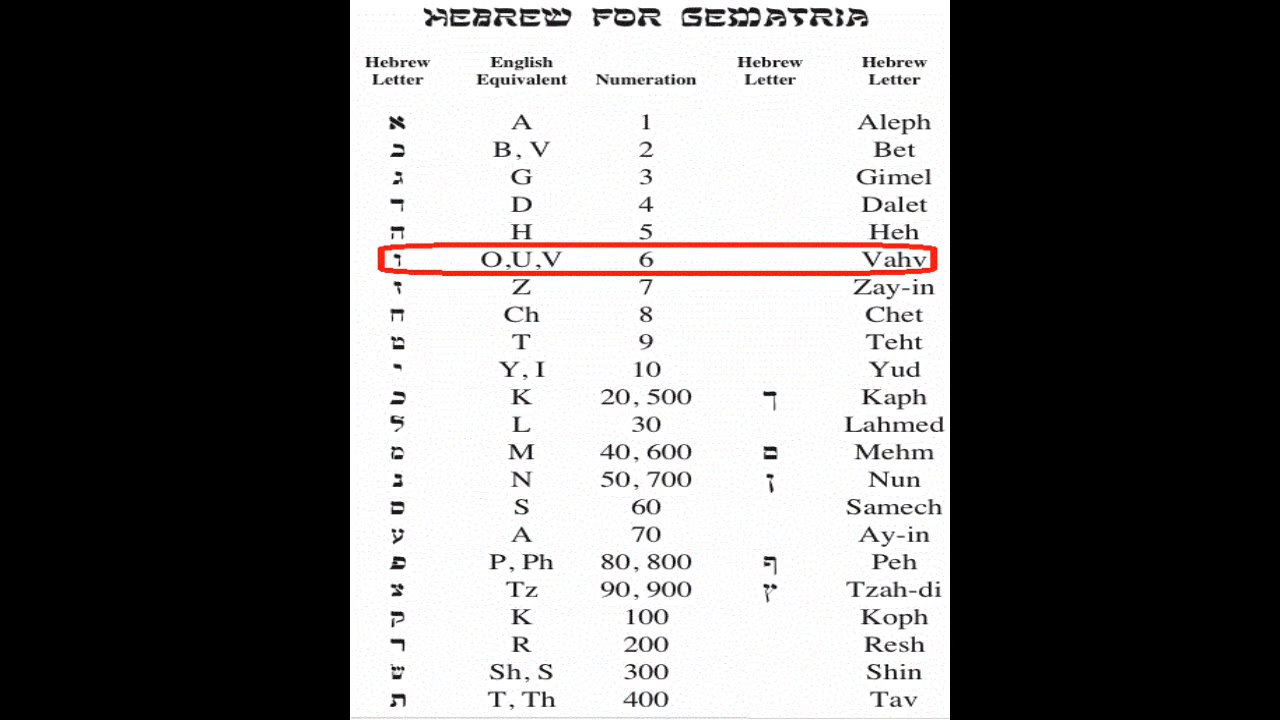 HEBREW FOR GEMATRIA
Hebrew Letter English Equivalent Numeration Hebrew Letter Hebrew Letter
א A 1 Aleph
ב B, V 2 Bet
ג G 3 Gimel
ד D 4 Dalet
ה H 5 Heh
ו O,U,V 6 Vahv
ז Z 7 Zay-in
ח Ch 8 Chet
ט T 9 Teht
י Y, I 10 Yud
כ K 20, 500 ך Kaph
ל L 30 Lahmed
מ M 40, 600 ם Mehm
נ N 50, 700 ן Nun
ס S 60 Samech
ע A 70 Ay-in
פ P, Ph 80, 800 ף Peh
צ Tz 90, 900 ץ Tzah-di
ק K 100 Koph
ר R 200 Resh
ש Sh, S 300 Shin
ת T, Th 400 Tav